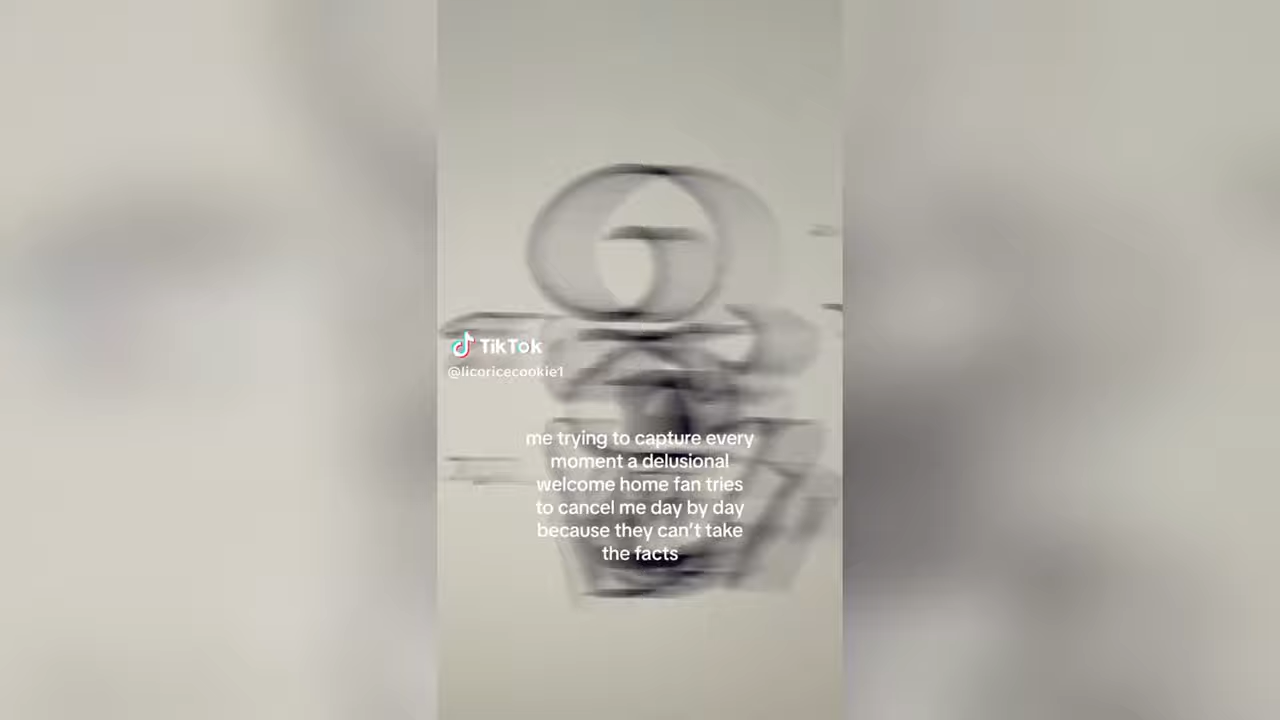 TikTok
@licoricecookie1
me trying to capture every
moment a delusional
welcome home fan tries
to cancel me day by day
because they can't take
the facts